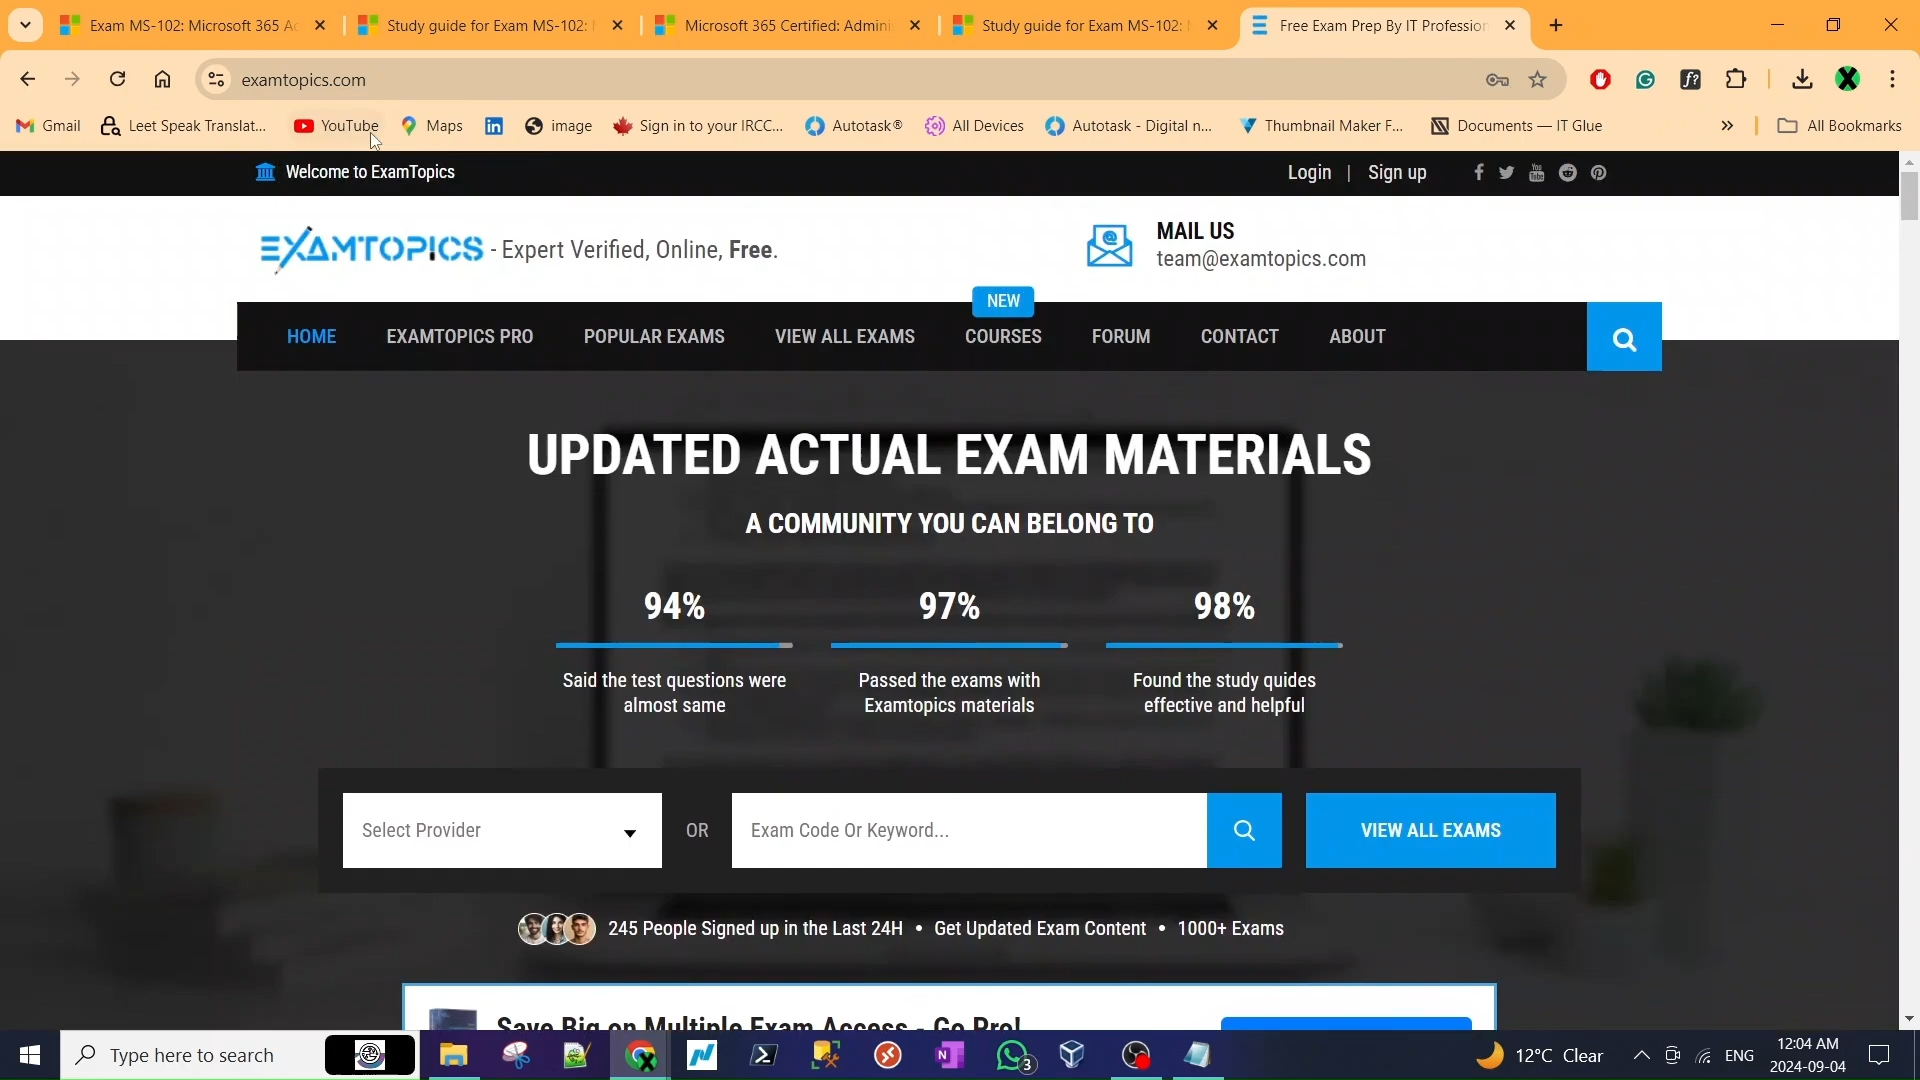 Exam MS-102: Microsoft 365 Ac
Study guide for Exam MS-102:
Microsoft 365 Certified: Admini
Study guide for Exam MS-102:
Free Exam Prep By IT Profession
examtopics.com
Gmail
Leet Speak Translat...
YouTube
Maps
image
Sign in to your IRCC...
Autotask®
All Devices
Autotask - Digital n...
Thumbnail Maker F...
Documents — IT Glue
All Bookmarks
Welcome to ExamTopics
Login | Sign up
EXAMTOPICS - Expert Verified, Online, Free.
MAIL US
team@examtopics.com
NEW
HOME
EXAMTOPICS PRO
POPULAR EXAMS
VIEW ALL EXAMS
COURSES
FORUM
CONTACT
ABOUT
UPDATED ACTUAL EXAM MATERIALS
A COMMUNITY YOU CAN BELONG TO
94%
97%
98%
Said the test questions were
almost same
Passed the exams with
Examtopics materials
Found the study quides
effective and helpful
Select Provider
OR
Exam Code Or Keyword...
VIEW ALL EXAMS
245 People Signed up in the Last 24H • Get Updated Exam Content • 1000+ Exams
Save Big on Multiple Exam Access - Go Pro!
Type here to search
3
12°C Clear
ENG
12:04 AM
2024-09-04